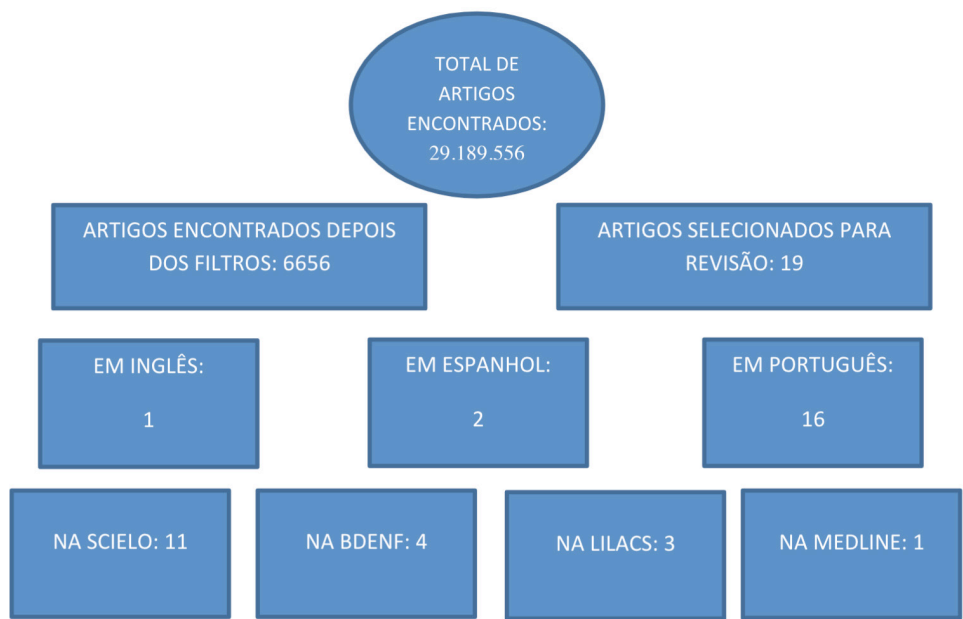 TOTAL DE
ARTIGOS
ENCONTRADOS:
29.189.556
ARTIGOS ENCONTRADOS DEPOIS
DOS FILTROS: 6656
ARTIGOS SELECIONADOS PARA
REVISÃO: 19
EM INGLÊS:
1
EM ESPANHOL:
2
EM PORTUGUÊS:
16
NA SCIELO: 11
NA BDENF: 4
NA LILACS: 3
NA MEDLINE: 1